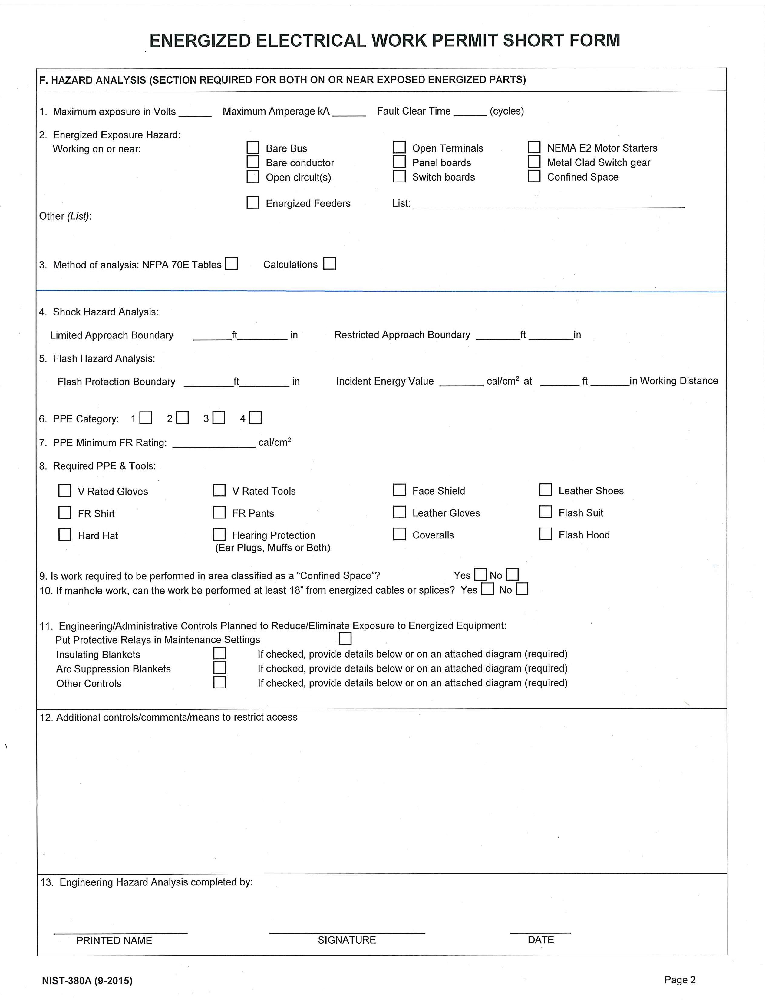 ENERGIZED ELECTRICAL WORK PERMIT SHORT FORM
F. HAZARD ANALYSIS (SECTION REQUIRED FOR BOTH ON OR NEAR EXPOSED ENERGIZED PARTS)
1. Maximum exposure in Volts ______ Maximum Amperage kA ______ Fault Clear Time ______ (cycles)
2. Energized Exposure Hazard:
Working on or near: ☐ Bare Bus ☐ Open Terminals ☐ NEMA E2 Motor Starters
☐ Bare conductor ☐ Panel boards ☐ Metal Clad Switch gear
☐ Open circuit(s) ☐ Switch boards ☐ Confined Space
☐ Energized Feeders List: ______
Other (List):
3. Method of analysis: NFPA 70E Tables ☐ Calculations ☐
4. Shock Hazard Analysis:
Limited Approach Boundary ______ft______ in Restricted Approach Boundary ______ft ______in
5. Flash Hazard Analysis:
Flash Protection Boundary ______ft______ in Incident Energy Value ______ cal/cm² at ______ ft ______in Working Distance
6. PPE Category: 1 ☐ 2 ☐ 3 ☐ 4 ☐
7. PPE Minimum FR Rating: ______ cal/cm²
8. Required PPE & Tools:
☐ V Rated Gloves ☐ V Rated Tools ☐ Face Shield ☐ Leather Shoes
☐ FR Shirt ☐ FR Pants ☐ Leather Gloves ☐ Flash Suit
☐ Hard Hat ☐ Hearing Protection ☐ Coveralls ☐ Flash Hood
(Ear Plugs, Muffs or Both)
9. Is work required to be performed in area classified as a “Confined Space”? Yes ☐ No ☐
10. If manhole work, can the work be performed at least 18” from energized cables or splices? Yes ☐ No ☐
11. Engineering/Administrative Controls Planned to Reduce/Eliminate Exposure to Energized Equipment:
Put Protective Relays in Maintenance Settings ☐
Insulating Blankets ☐ If checked, provide details below or on an attached diagram (required)
Arc Suppression Blankets ☐ If checked, provide details below or on an attached diagram (required)
Other Controls ☐ If checked, provide details below or on an attached diagram (required)
12. Additional controls/comments/means to restrict access
13. Engineering Hazard Analysis completed by:
PRINTED NAME SIGNATURE DATE
NIST-380A (9-2015) Page 2